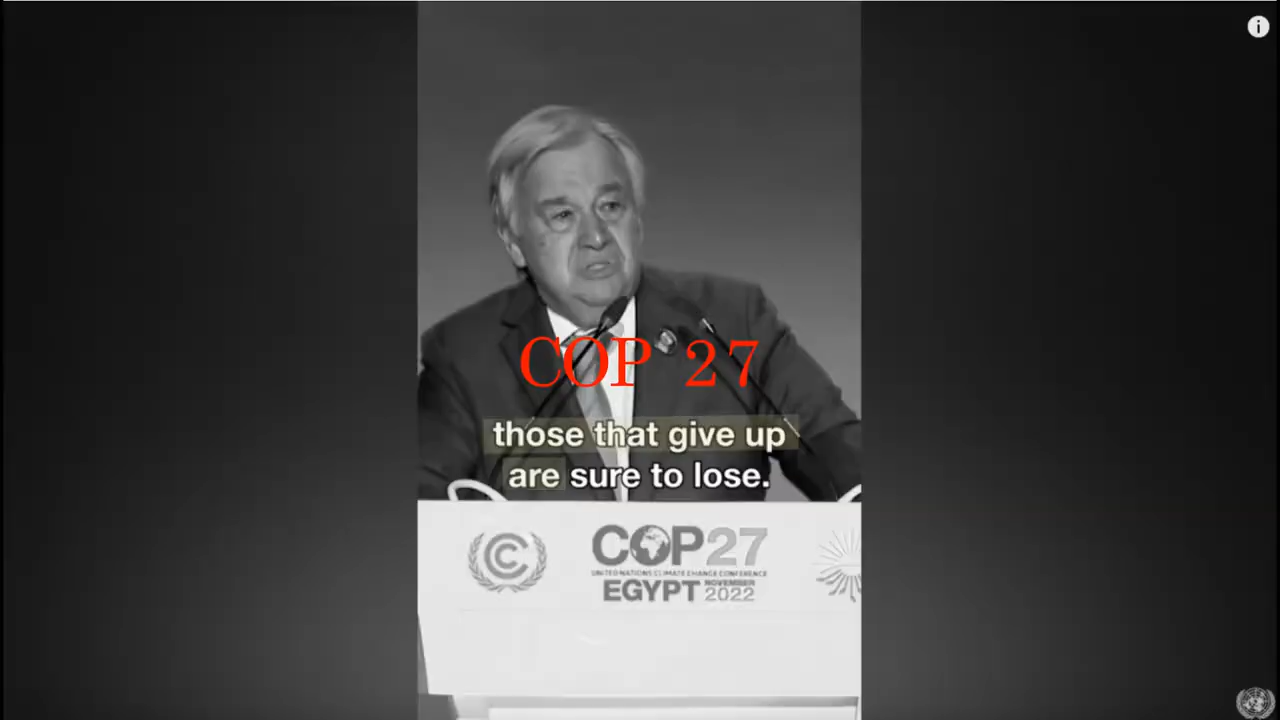 COP 27
those that give up
are sure to lose.
COP27
UNITED NATIONS CLIMATE CHANGE CONFERENCE
EGYPT NOVEMBER 2022